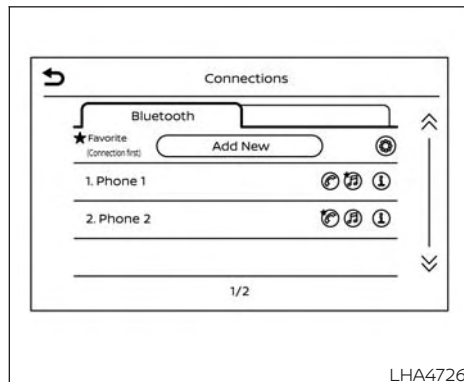 Connections
Bluetooth
★Favorite
(Connection first)
Add New
1. Phone 1
2. Phone 2
1/2
LHA4726